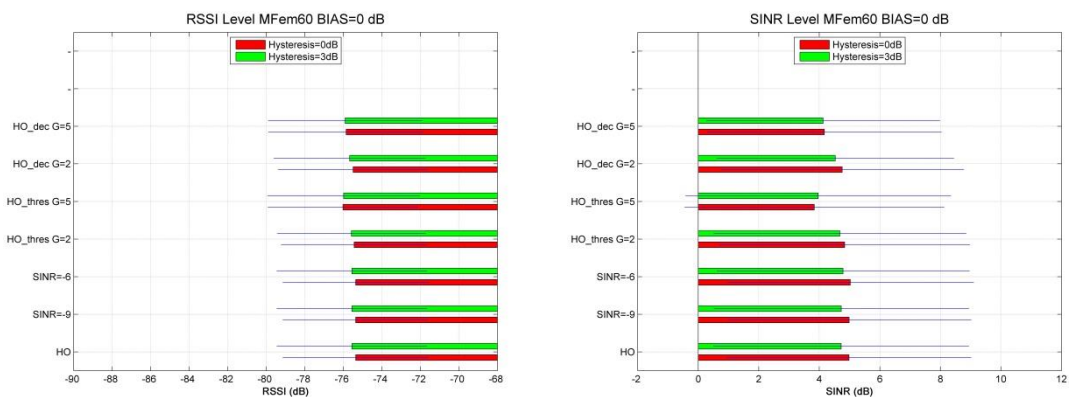 RSSI Level MFem60 BIAS=0 dB
Hysteresis=0dB
Hysteresis=3dB
-
-
HO_dec G=5
HO_dec G=2
HO_thres G=5
HO_thres G=2
SINR=-6
SINR=-9
HO
-90 -88 -86 -84 -82 -80 -78 -76 -74 -72 -70 -68
RSSI (dB)
SINR Level MFem60 BIAS=0 dB
Hysteresis=0dB
Hysteresis=3dB
-
-
HO_dec G=5
HO_dec G=2
HO_thres G=5
HO_thres G=2
SINR=-6
SINR=-9
HO
-2 0 2 4 6 8 10 12
SINR (dB)